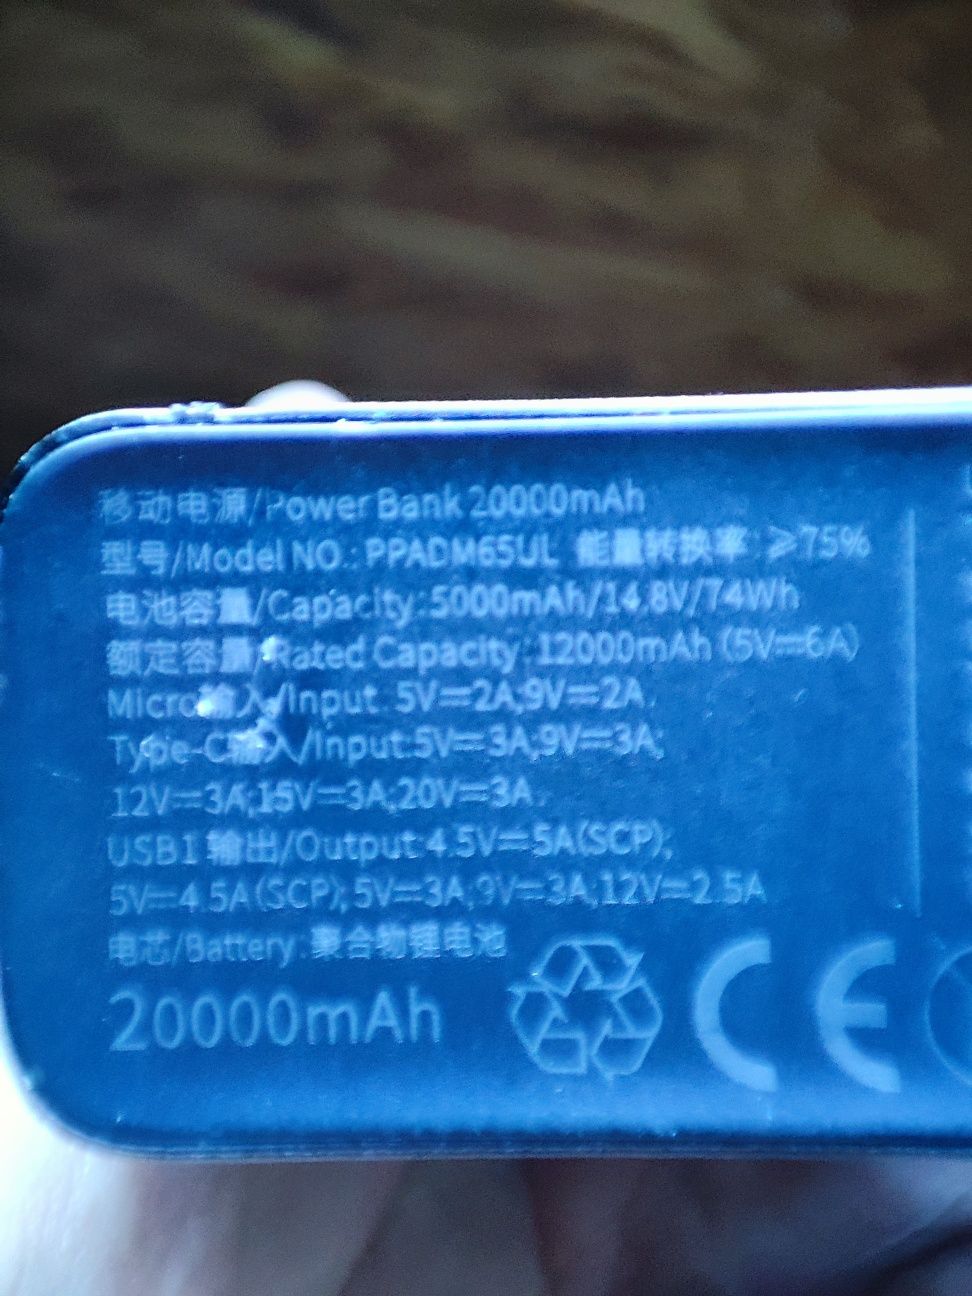 移动电源/Power Bank 20000mAh
型号/Model NO.: PPADM65UL 能量转换率: ≥75%
电池容量/Capacity: 5000mAh/14.8V/74Wh
额定容量/Rated Capacity: 12000mAh (5V⎓6A)
Micro输入/Input: 5V⎓2A;9V⎓2A
Type-C输入/Input:5V⎓3A;9V⎓3A;
12V⎓3A;15V⎓3A;20V⎓3A
USB1 输出/Output:4.5V⎓5A(SCP);
5V⎓4.5A(SCP);5V⎓3A;9V⎓3A;12V⎓2.5A
电芯/Battery:聚合物锂电池
20000mAh
CE